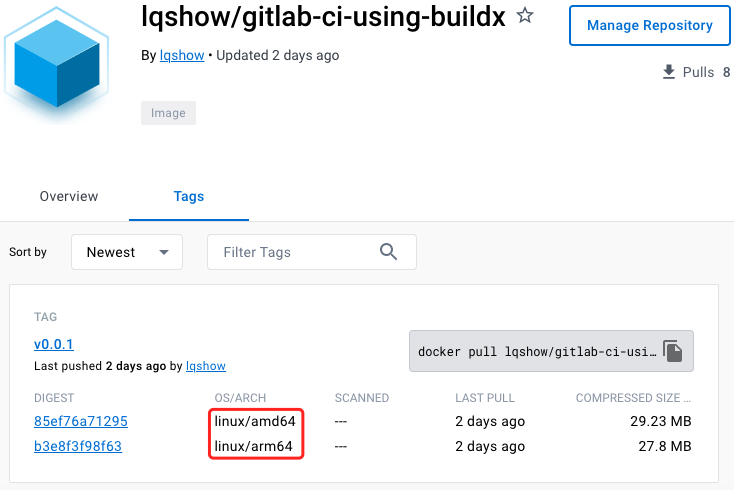 lqshow/gitlab-ci-using-buildx
Manage Repository
By lqshow • Updated 2 days ago
Pulls 8
Image
Overview
Tags
Sort by
Newest
Filter Tags
TAG
v0.0.1
Last pushed 2 days ago by lqshow
docker pull lqshow/gitlab-ci-usi...
DIGEST OS/ARCH SCANNED LAST PULL COMPRESSED SIZE ...
85ef76a71295 linux/amd64 --- 2 days ago 29.23 MB
b3e8f3f98f63 linux/arm64 --- 2 days ago 27.8 MB